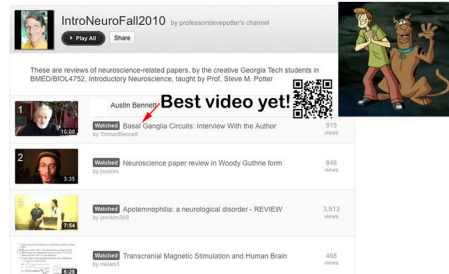 IntroNeuroFall2010 by professorstevepotter's channel
Play All Share
These are reviews of neuroscience-related papers, by the creative Georgia Tech students in
BMED/BIOL4752, Introductory Neuroscience, taught by Prof. Steve M. Potter
Austin Bennett
Best video yet!
1
10:00
Watched Basal Ganglia Circuits: Interview With the Author
by TinmanBennett
915
views
2
3:35
Watched Neuroscience paper review in Woody Guthrie form
848
views
3
7:54
Watched Apotemnophilia: a neurological disorder - REVIEW
by jennkim309
3,513
views
6:28
Watched Transcranial Magnetic Stimulation and Human Brain
by mkiani3
468
views